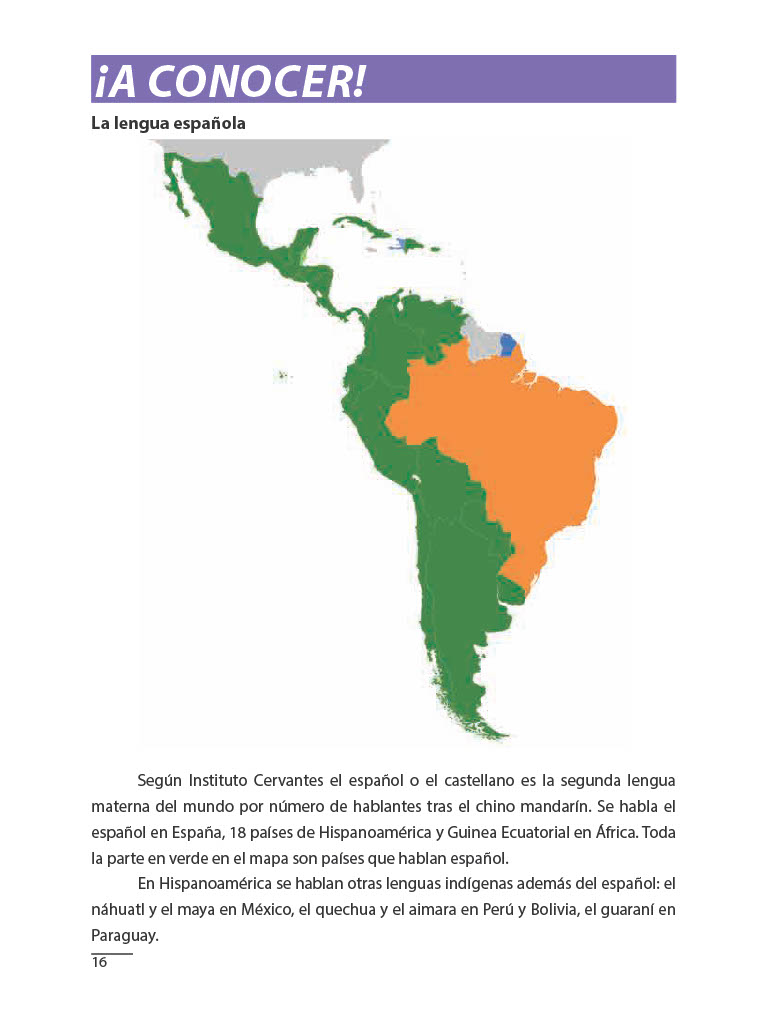 ¡A CONOCER!
La lengua española
Según Instituto Cervantes el español o el castellano es la segunda lengua
materna del mundo por número de hablantes tras el chino mandarín. Se habla el
español en España, 18 países de Hispanoamérica y Guinea Ecuatorial en África. Toda
la parte en verde en el mapa son países que hablan español.
En Hispanoamérica se hablan otras lenguas indígenas además del español: el
náhuatl y el maya en México, el quechua y el aimara en Perú y Bolivia, el guaraní en
Paraguay.
16